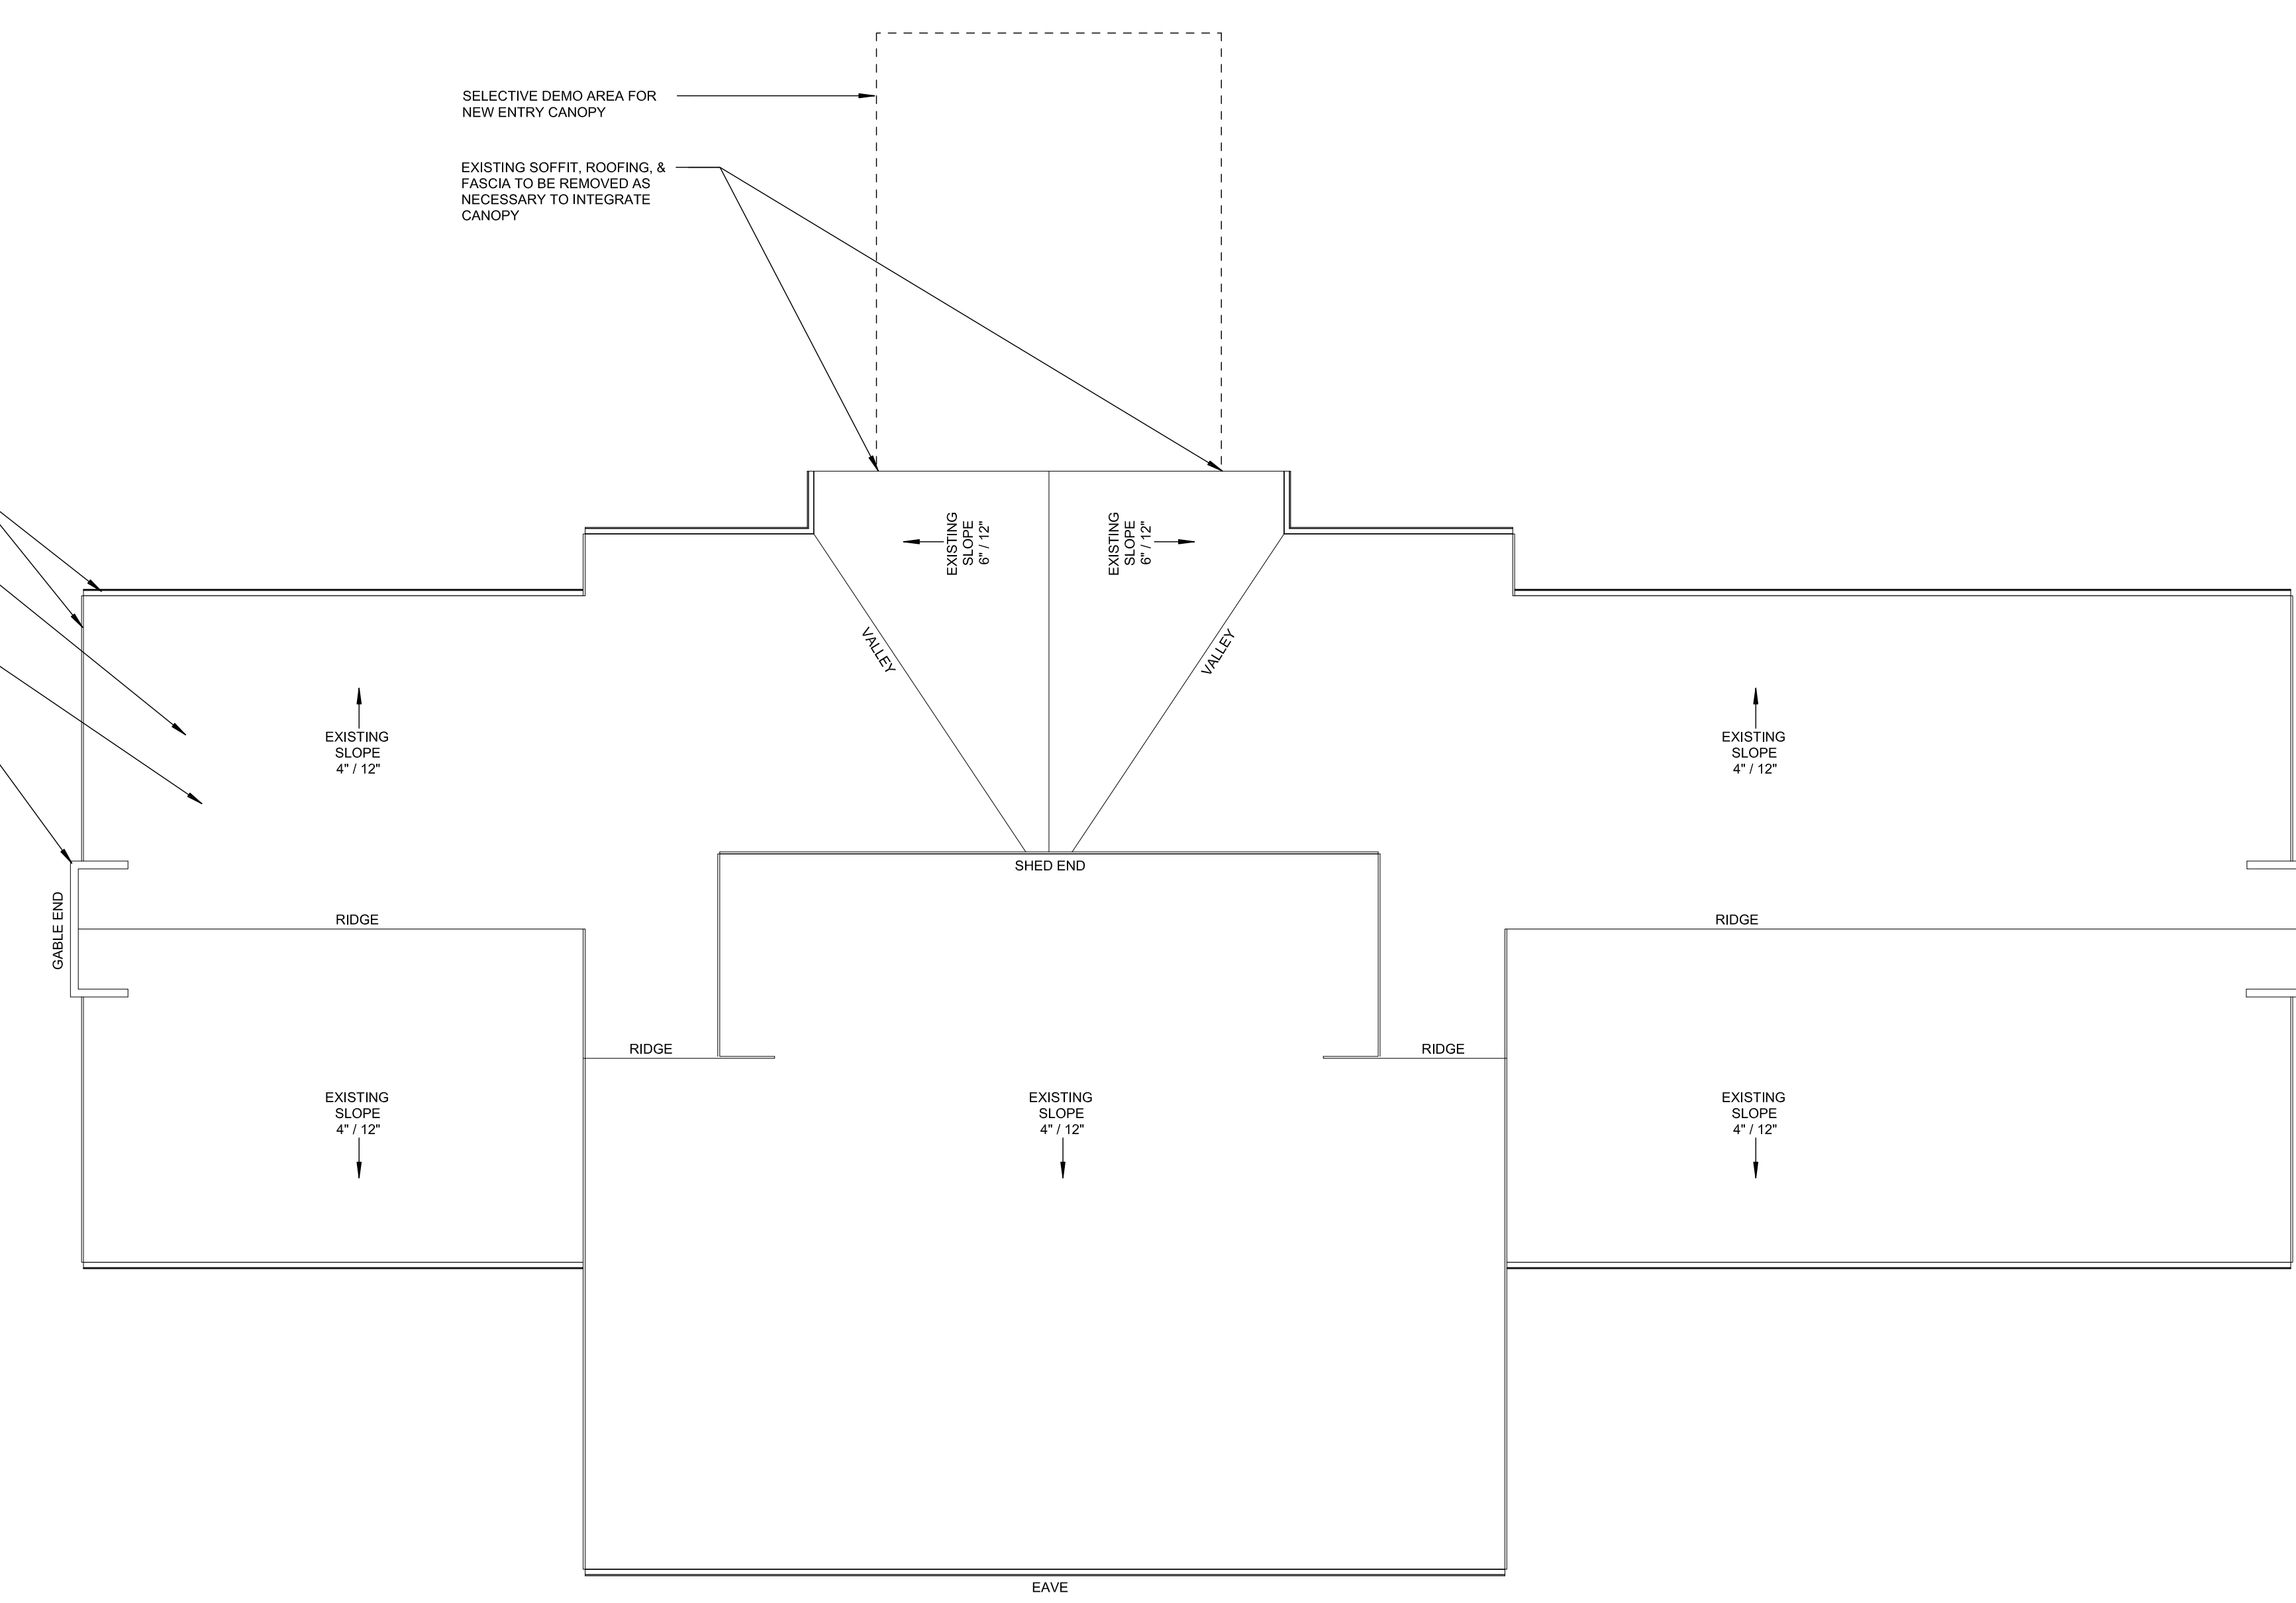 SELECTIVE DEMO AREA FOR
NEW ENTRY CANOPY
EXISTING SOFFIT, ROOFING, &
FASCIA TO BE REMOVED AS
NECESSARY TO INTEGRATE
CANOPY
EXISTING
SLOPE
6" / 12"
EXISTING
SLOPE
6" / 12"
VALLEY
VALLEY
EXISTING
SLOPE
4" / 12"
EXISTING
SLOPE
4" / 12"
SHED END
GABLE END
RIDGE
RIDGE
RIDGE
RIDGE
EXISTING
SLOPE
4" / 12"
EXISTING
SLOPE
4" / 12"
EXISTING
SLOPE
4" / 12"
EAVE